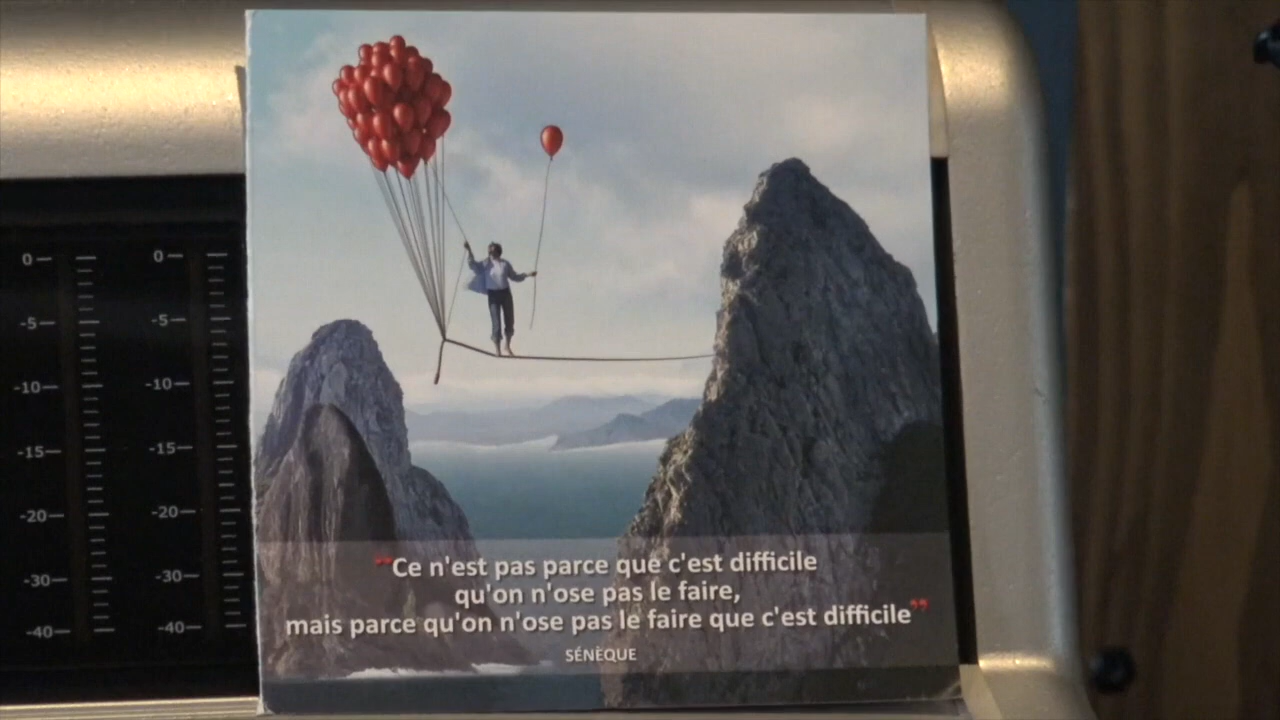 0 0
-5 -5
-10 -10
-15 -15
-20 -20
-30 -30
-40 -40
"Ce n'est pas parce que c'est difficile
qu'on n'ose pas le faire,
mais parce qu'on n'ose pas le faire que c'est difficile"
SÉNÈQUE